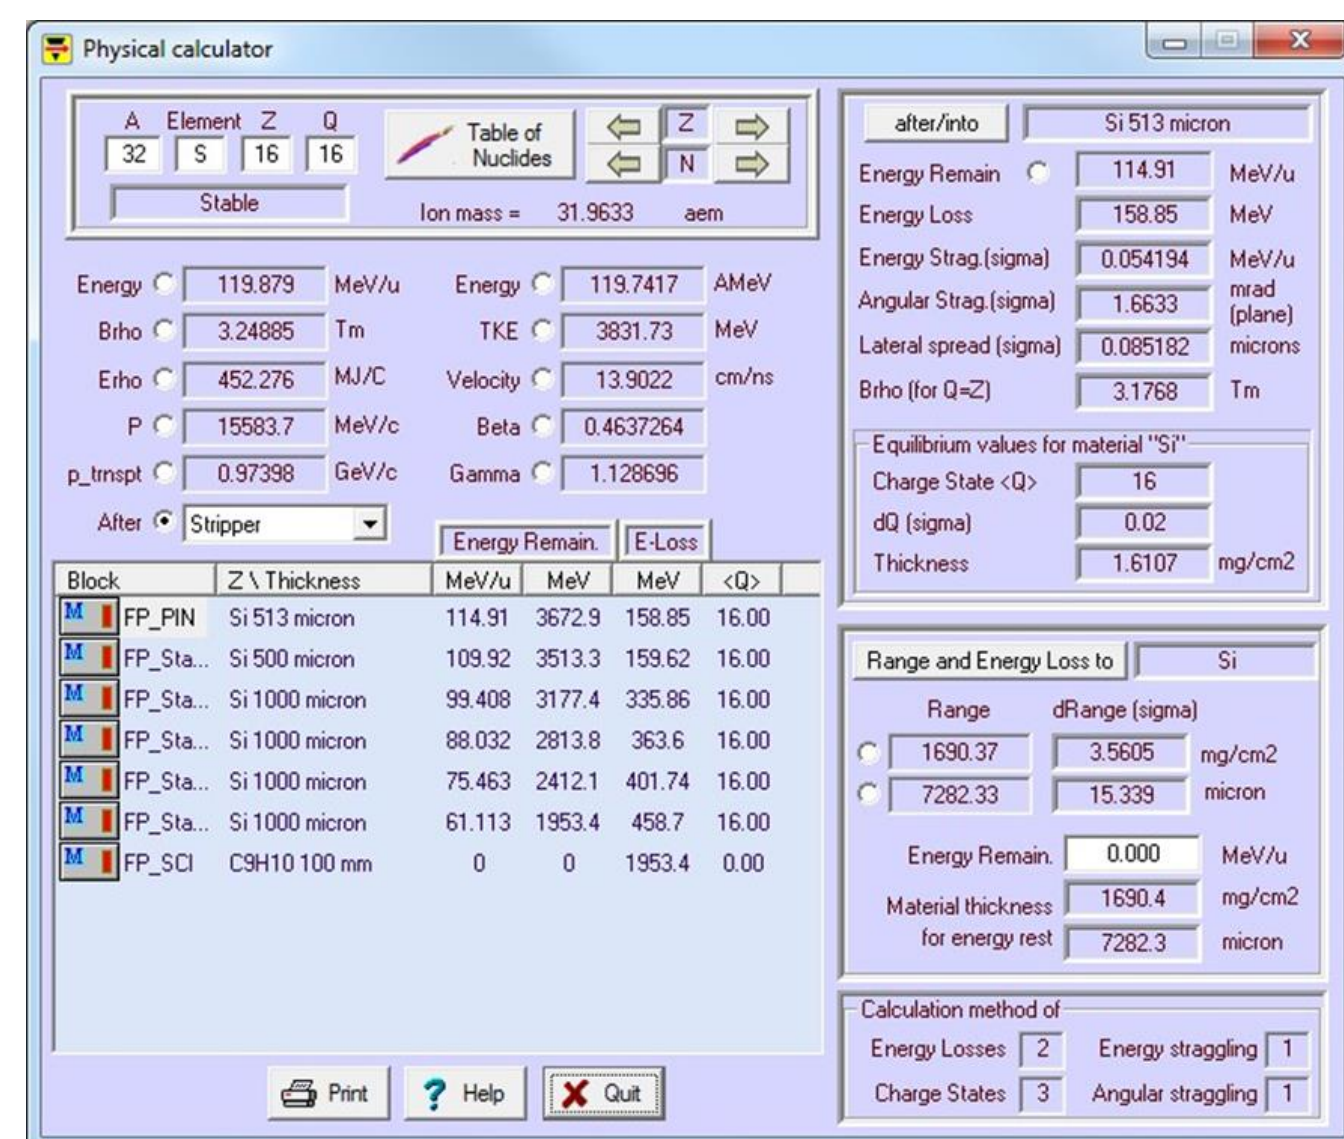 Physical calculator
A Element Z Q
32 S 16 16
Stable
Table of
Nuclides
Z
N
Ion mass = 31.9633 aem
Energy 119.879 MeV/u Energy 119.7417 AMeV
Brho 3.24885 Tm TKE 3831.73 MeV
Erho 452.276 MJ/C Velocity 13.9022 cm/ns
P 15583.7 MeV/c Beta 0.4637264
p_trnspt 0.97398 GeV/c Gamma 1.128696
After Stripper
Energy Remain. E-Loss
Block Z \ Thickness MeV/u MeV MeV <Q>
M FP_PIN Si 513 micron 114.91 3672.9 158.85 16.00
M FP_Sta... Si 500 micron 109.92 3513.3 159.62 16.00
M FP_Sta... Si 1000 micron 99.408 3177.4 335.86 16.00
M FP_Sta... Si 1000 micron 88.032 2813.8 363.6 16.00
M FP_Sta... Si 1000 micron 75.463 2412.1 401.74 16.00
M FP_Sta... Si 1000 micron 61.113 1953.4 458.7 16.00
M FP_SCI C9H10 100 mm 0 0 1953.4 0.00
Print ? Help Quit
after/into Si 513 micron
Energy Remain 114.91 MeV/u
Energy Loss 158.85 MeV
Energy Strag.(sigma) 0.054194 MeV/u
Angular Strag.(sigma) 1.6633 mrad (plane)
Lateral spread (sigma) 0.085182 microns
Brho (for Q=Z) 3.1768 Tm
Equilibrium values for material "Si"
Charge State <Q> 16
dQ (sigma) 0.02
Thickness 1.6107 mg/cm2
Range and Energy Loss to Si
Range dRange (sigma)
1690.37 3.5605 mg/cm2
7282.33 15.339 micron
Energy Remain. 0.000 MeV/u
Material thickness 1690.4 mg/cm2
for energy rest 7282.3 micron
Calculation method of
Energy Losses 2 Energy straggling 1
Charge States 3 Angular straggling 1